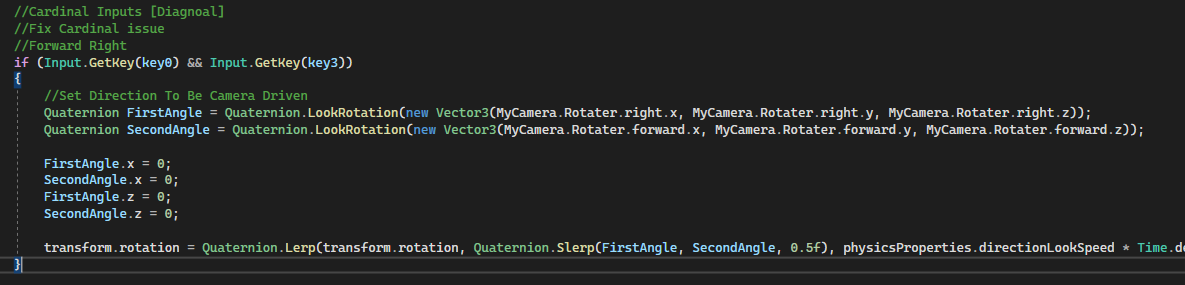 //Cardinal Inputs [Diagnoal]
//Fix Cardinal issue
//Forward Right
if (Input.GetKey(key0) && Input.GetKey(key3))
{
//Set Direction To Be Camera Driven
Quaternion FirstAngle = Quaternion.LookRotation(new Vector3(MyCamera.Rotater.right.x, MyCamera.Rotater.right.y, MyCamera.Rotater.right.z));
Quaternion SecondAngle = Quaternion.LookRotation(new Vector3(MyCamera.Rotater.forward.x, MyCamera.Rotater.forward.y, MyCamera.Rotater.forward.z));
FirstAngle.x = 0;
SecondAngle.x = 0;
FirstAngle.z = 0;
SecondAngle.z = 0;
transform.rotation = Quaternion.Lerp(transform.rotation, Quaternion.Slerp(FirstAngle, SecondAngle, 0.5f), physicsProperties.directionLookSpeed * Time.
}